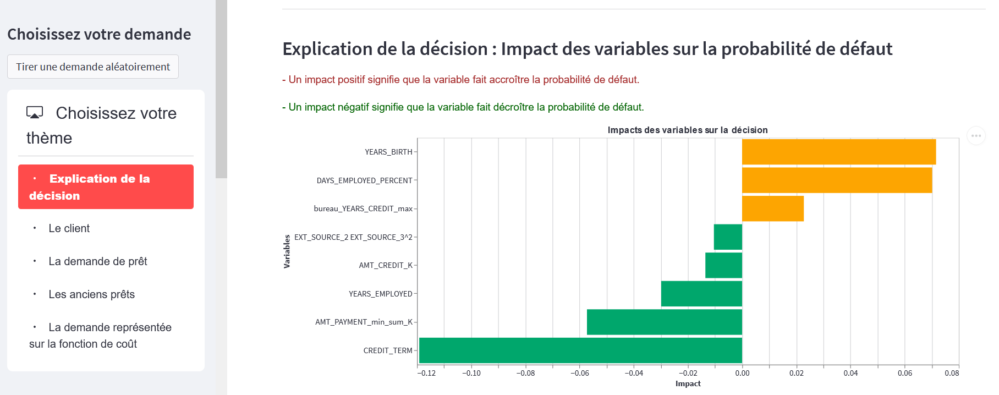 Choisissez votre demande
Tirer une demande aléatoirement
Choisissez votre
thème
· Explication de la
décision
· Le client
· La demande de prêt
· Les anciens prêts
· La demande représentée
sur la fonction de coût
Explication de la décision : Impact des variables sur la probabilité de défaut
- Un impact positif signifie que la variable fait accroître la probabilité de défaut.
- Un impact négatif signifie que la variable fait décroître la probabilité de défaut.
Impacts des variables sur la décision
Variables
YEARS_BIRTH
DAYS_EMPLOYED_PERCENT
bureau_YEARS_CREDIT_max
EXT_SOURCE_2 EXT_SOURCE_3^2
AMT_CREDIT_K
YEARS_EMPLOYED
AMT_PAYMENT_min_sum_K
CREDIT_TERM
−0.12 −0.10 −0.08 −0.06 −0.04 −0.02 0.00 0.02 0.04 0.06 0.08
Impact